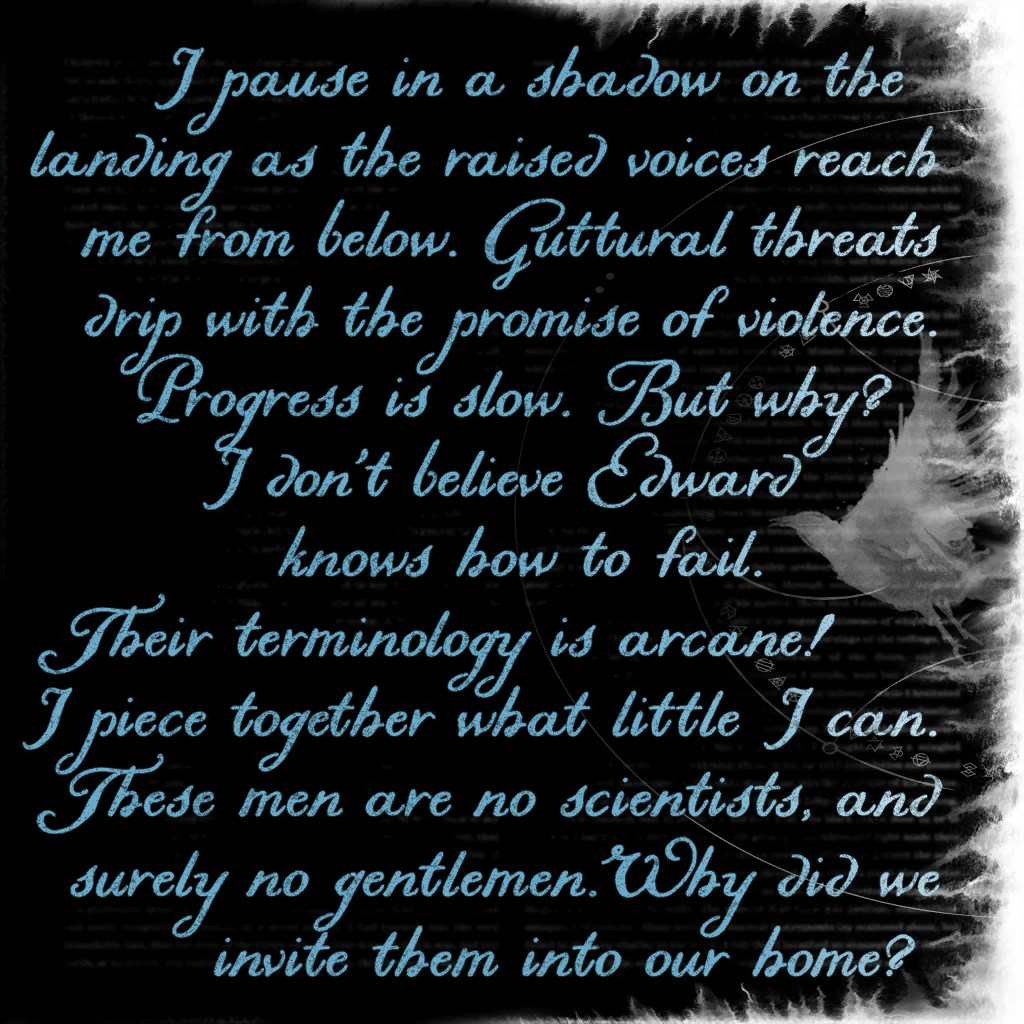 I pause in a shadow on the
landing as the raised voices reach
me from below. Guttural threats
drip with the promise of violence.
Progress is slow. But why?
I don't believe Edward
knows how to fail.
Their terminology is arcane!
I piece together what little I can.
These men are no scientists, and
surely no gentlemen. Why did we
invite them into our home?